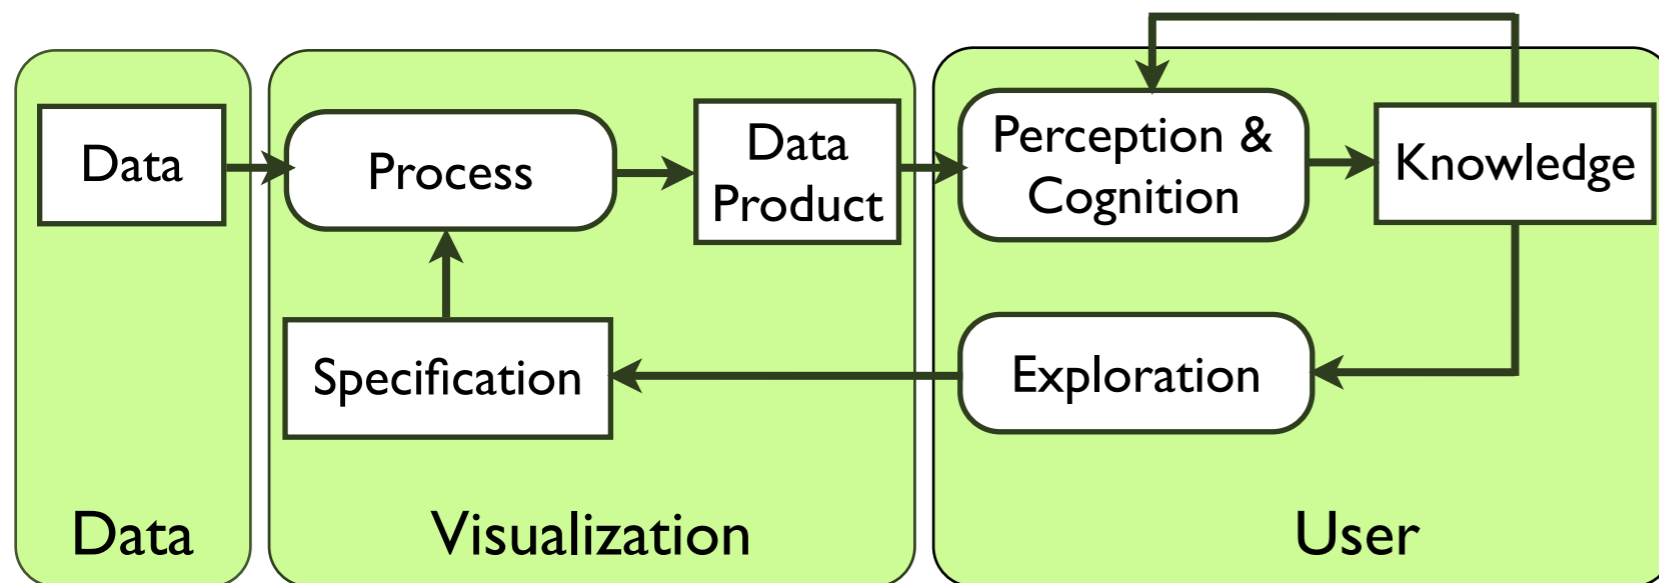 Data
Process
Data
Product
Perception &
Cognition
Knowledge
Specification
Exploration
Data
Visualization
User